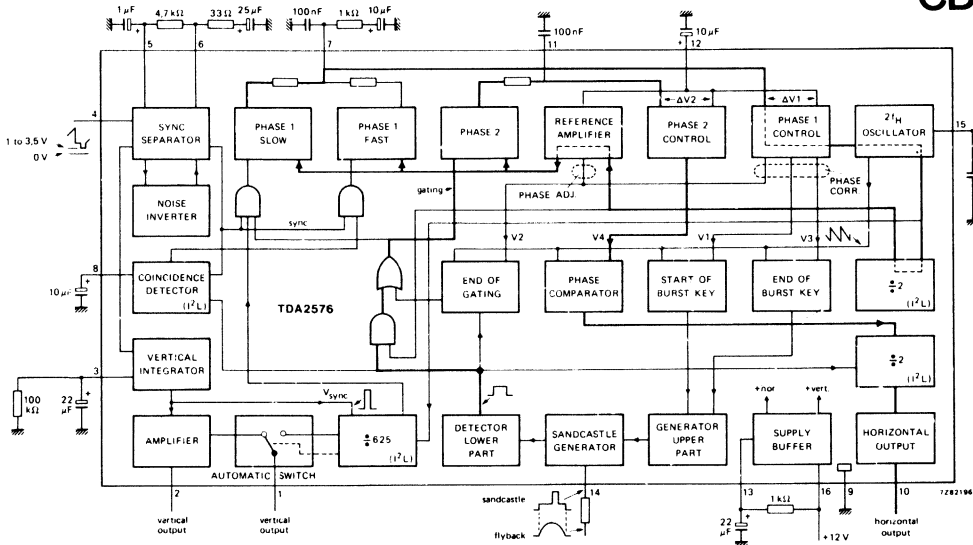 CD
1 µF
4,7 kΩ
33 Ω
25 µF
100 nF
1 kΩ
10 µF
100 nF
10 µF
5
6
7
11
12
4
1 to 3,5 V
0 V
SYNC SEPARATOR
PHASE 1 SLOW
PHASE 1 FAST
PHASE 2
REFERENCE AMPLIFIER
ΔV2
PHASE 2 CONTROL
ΔV1
PHASE 1 CONTROL
2fH OSCILLATOR
15
NOISE INVERTER
gating
PHASE ADJ.
PHASE CORR.
sync
V2
V4
V1
V3
8
10 µF
COINCIDENCE DETECTOR (I²L)
TDA2576
END OF GATING
PHASE COMPARATOR
START OF BURST KEY
END OF BURST KEY
÷2 (I²L)
3
100 kΩ
22 µF
VERTICAL INTEGRATOR
Vsync
÷2 (I²L)
+nor
+vert.
AMPLIFIER
AUTOMATIC SWITCH
÷625 (I²L)
DETECTOR LOWER PART
SANDCASTLE GENERATOR
GENERATOR UPPER PART
SUPPLY BUFFER
HORIZONTAL OUTPUT
2
1
14
13
16
9
10
7Z82196
vertical output
vertical output
sandcastle
flyback
22 µF
1 kΩ
+12 V
horizontal output